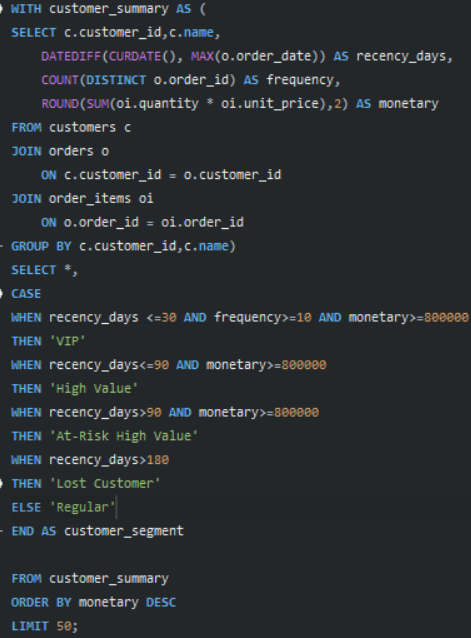 WITH customer_summary AS (
SELECT c.customer_id,c.name,
DATEDIFF(CURDATE(), MAX(o.order_date)) AS recency_days,
COUNT(DISTINCT o.order_id) AS frequency,
ROUND(SUM(oi.quantity * oi.unit_price),2) AS monetary
FROM customers c
JOIN orders o
ON c.customer_id = o.customer_id
JOIN order_items oi
ON o.order_id = oi.order_id
GROUP BY c.customer_id,c.name)
SELECT *,
CASE
WHEN recency_days <=30 AND frequency>=10 AND monetary>=800000
THEN 'VIP'
WHEN recency_days<=90 AND monetary>=800000
THEN 'High Value'
WHEN recency_days>90 AND monetary>=800000
THEN 'At-Risk High Value'
WHEN recency_days>180
THEN 'Lost Customer'
ELSE 'Regular'
END AS customer_segment
FROM customer_summary
ORDER BY monetary DESC
LIMIT 50;